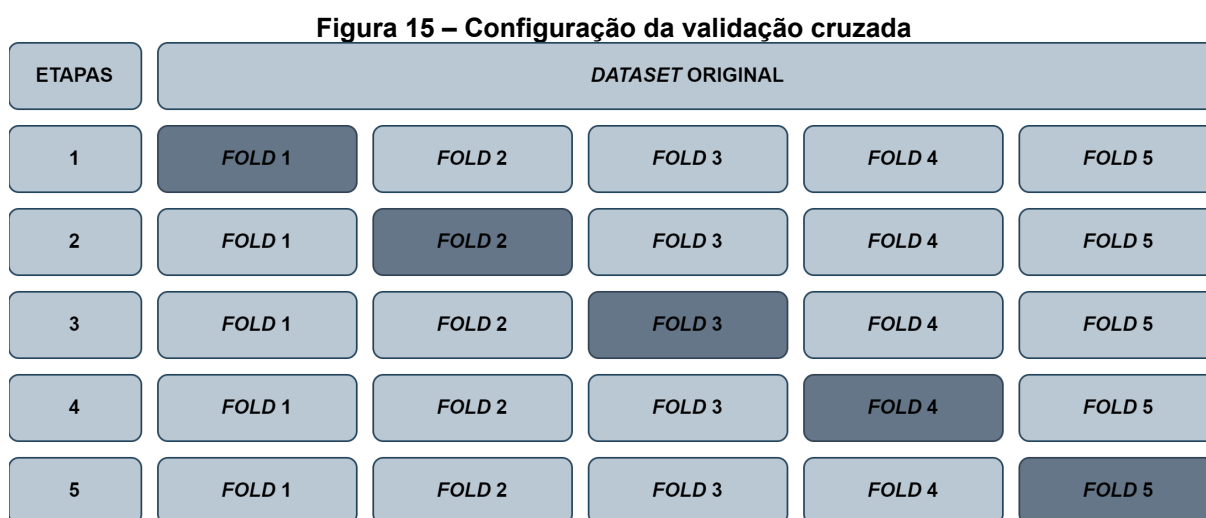 Figura 15 – Configuração da validação cruzada
ETAPAS DATASET ORIGINAL
1 FOLD 1 FOLD 2 FOLD 3 FOLD 4 FOLD 5
2 FOLD 1 FOLD 2 FOLD 3 FOLD 4 FOLD 5
3 FOLD 1 FOLD 2 FOLD 3 FOLD 4 FOLD 5
4 FOLD 1 FOLD 2 FOLD 3 FOLD 4 FOLD 5
5 FOLD 1 FOLD 2 FOLD 3 FOLD 4 FOLD 5